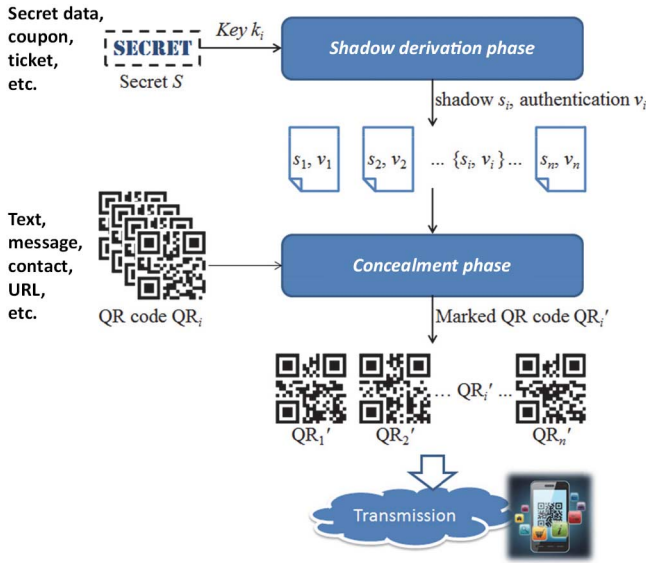 Secret data,
coupon,
ticket,
etc.
SECRET
Secret S
Key kᵢ
Shadow derivation phase
shadow sᵢ, authentication vᵢ
s₁, v₁
s₂, v₂
... {sᵢ, vᵢ} ...
sₙ, vₙ
Text,
message,
contact,
URL,
etc.
QR code QRᵢ
Concealment phase
Marked QR code QRᵢ′
... QRᵢ′ ...
QR₁′
QR₂′
QRₙ′
Transmission